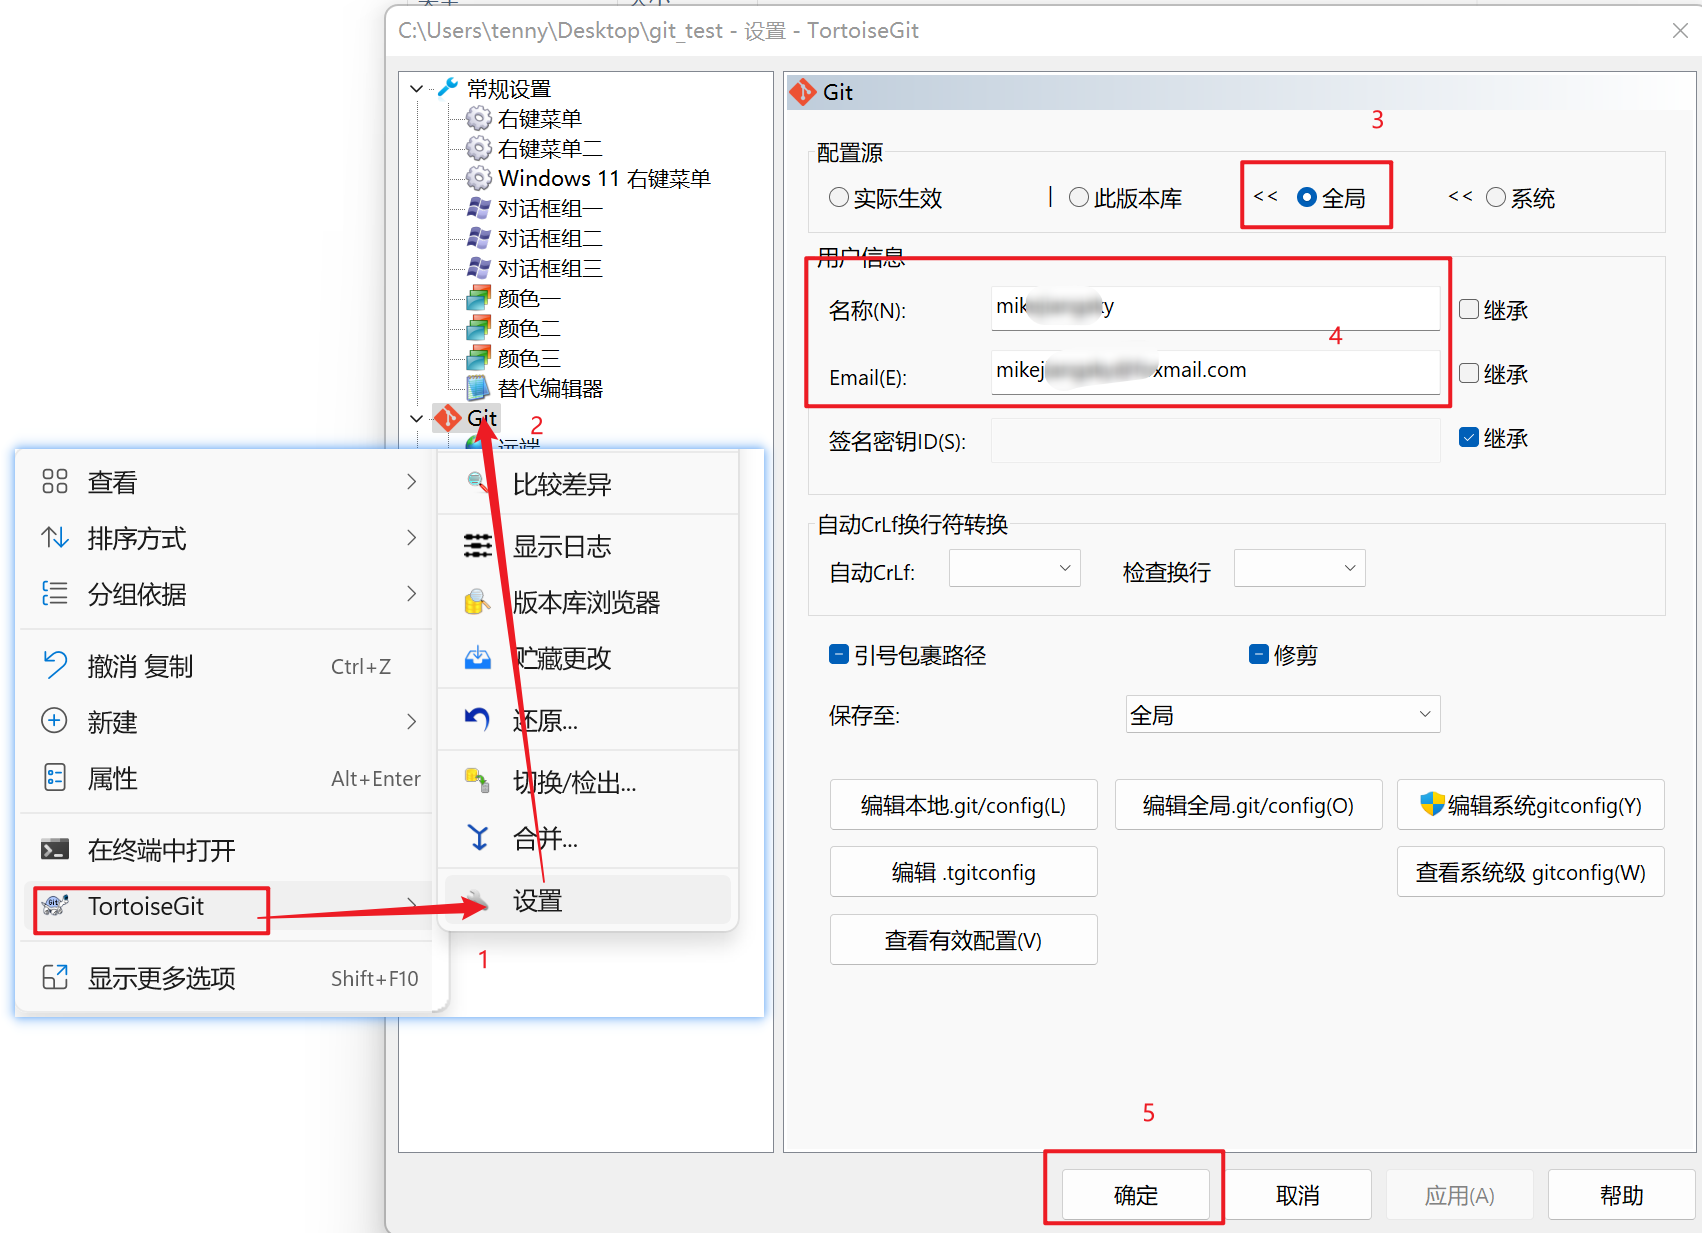 C:\Users\tenny\Desktop\git_test - 设置 - TortoiseGit
常规设置
右键菜单
右键菜单二
Windows 11 右键菜单
对话框组一
对话框组二
对话框组三
颜色一
颜色二
颜色三
替代编辑器
Git
2
远端
查看
排序方式
分组依据
撤消 复制 Ctrl+Z
新建
属性 Alt+Enter
在终端中打开
TortoiseGit
显示更多选项 Shift+F10
比较差异
显示日志
版本库浏览器
贮藏更改
还原...
切换/检出...
合并...
设置
1
Git
3
配置源
实际生效 | 此版本库 << 全局 << 系统
用户信息
名称(N): mik ky 继承
4
Email(E): mikej xmail.com 继承
签名密钥ID(S): 继承
自动CrLf换行符转换
自动CrLf: 检查换行
引号包裹路径 修剪
保存至: 全局
编辑本地.git/config(L) 编辑全局.git/config(O) 编辑系统gitconfig(Y)
编辑 .tgitconfig 查看系统级 gitconfig(W)
查看有效配置(V)
5
确定 取消 应用(A) 帮助